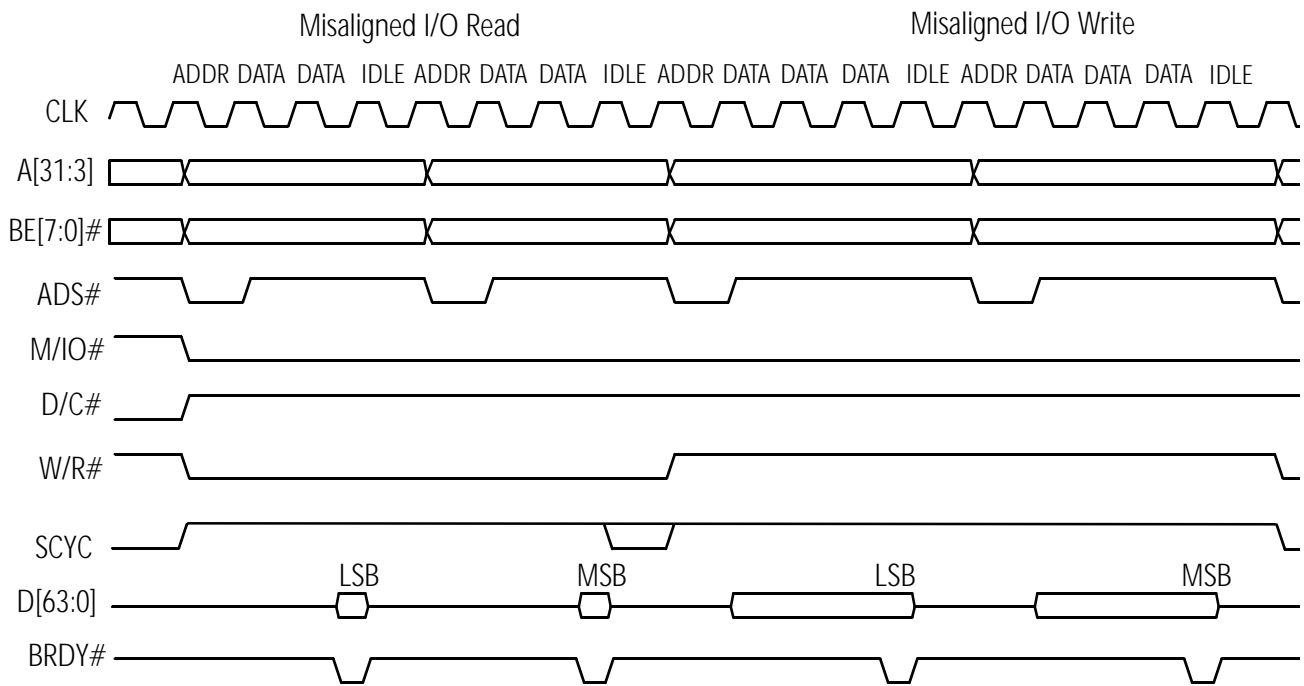 Misaligned I/O Read Misaligned I/O Write
ADDR DATA DATA IDLE ADDR DATA DATA IDLE ADDR DATA DATA DATA IDLE ADDR DATA DATA DATA IDLE
CLK
A[31:3]
BE[7:0]#
ADS#
M/IO#
D/C#
W/R#
SCYC
LSB MSB LSB MSB
D[63:0]
BRDY#